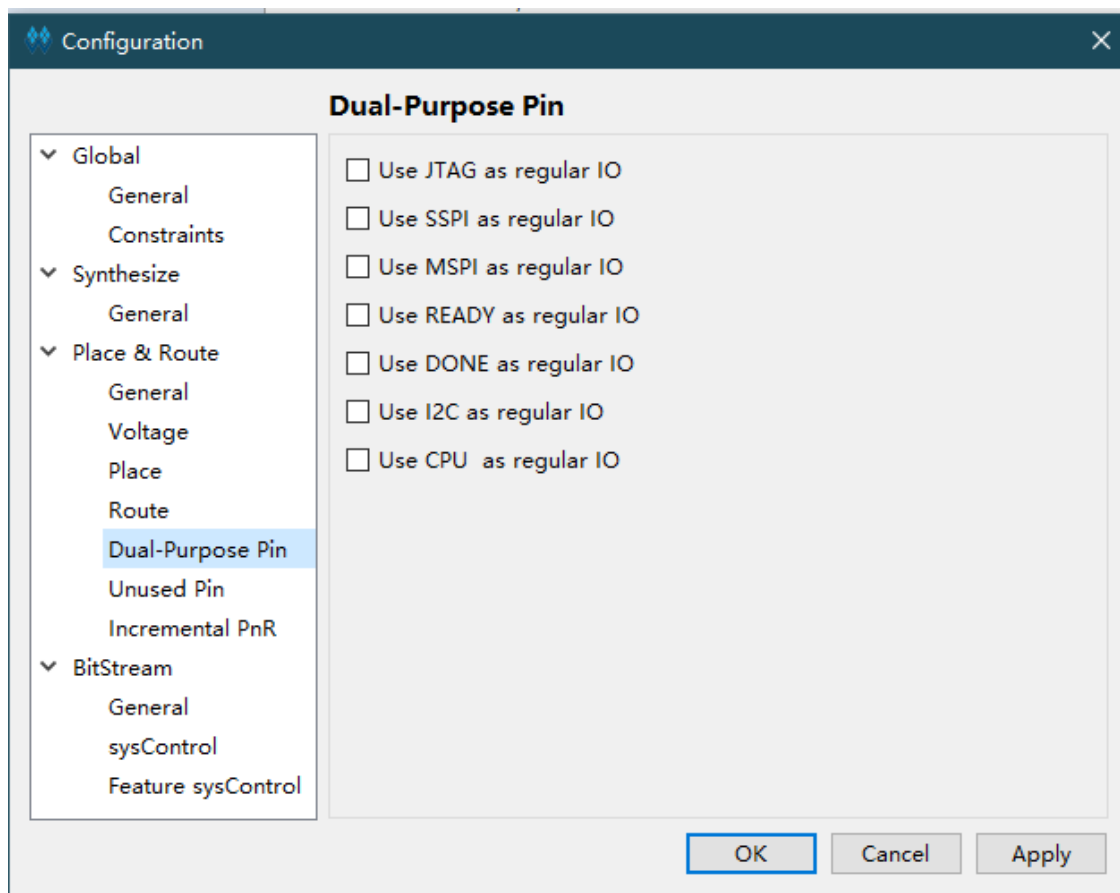 Configuration
Dual-Purpose Pin
Global
General
Constraints
Synthesize
General
Place & Route
General
Voltage
Place
Route
Dual-Purpose Pin
Unused Pin
Incremental PnR
BitStream
General
sysControl
Feature sysControl
Use JTAG as regular IO
Use SSPI as regular IO
Use MSPI as regular IO
Use READY as regular IO
Use DONE as regular IO
Use I2C as regular IO
Use CPU  as regular IO
OK
Cancel
Apply